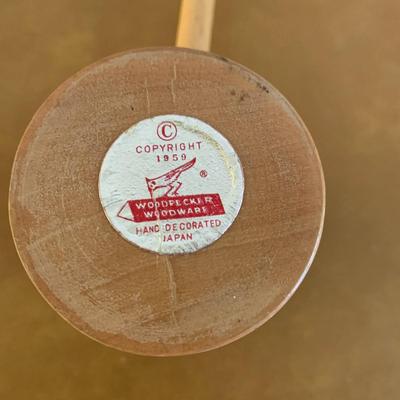 ©
COPYRIGHT
1959
®
WOODPECKER
WOODWARE
HAND DECORATED
JAPAN